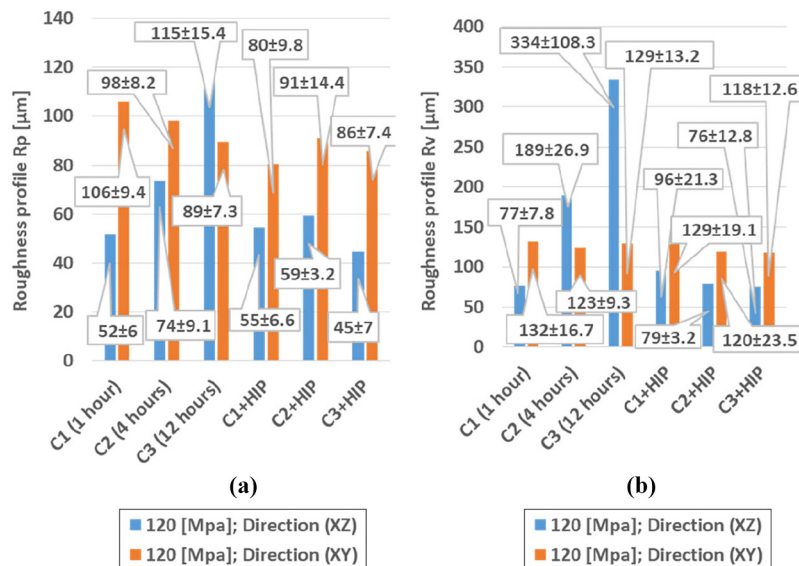 Roughness profile Rp [µm]
140
120
100
80
60
40
20
0
115±15.4
80±9.8
98±8.2
91±14.4
86±7.4
106±9.4
89±7.3
59±3.2
52±6
74±9.1
55±6.6
45±7
C1 (1 hour)
C2 (4 hours)
C3 (12 hours)
C1+HIP
C2+HIP
C3+HIP
(a)
120 [Mpa]; Direction (XZ)
120 [Mpa]; Direction (XY)
Roughness profile Rv [µm]
400
350
300
250
200
150
100
50
0
334±108.3
129±13.2
118±12.6
189±26.9
76±12.8
96±21.3
77±7.8
129±19.1
123±9.3
132±16.7
79±3.2
120±23.5
C1 (1 hour)
C2 (4 hours)
C3 (12 hours)
C1+HIP
C2+HIP
C3+HIP
(b)
120 [Mpa]; Direction (XZ)
120 [Mpa]; Direction (XY)